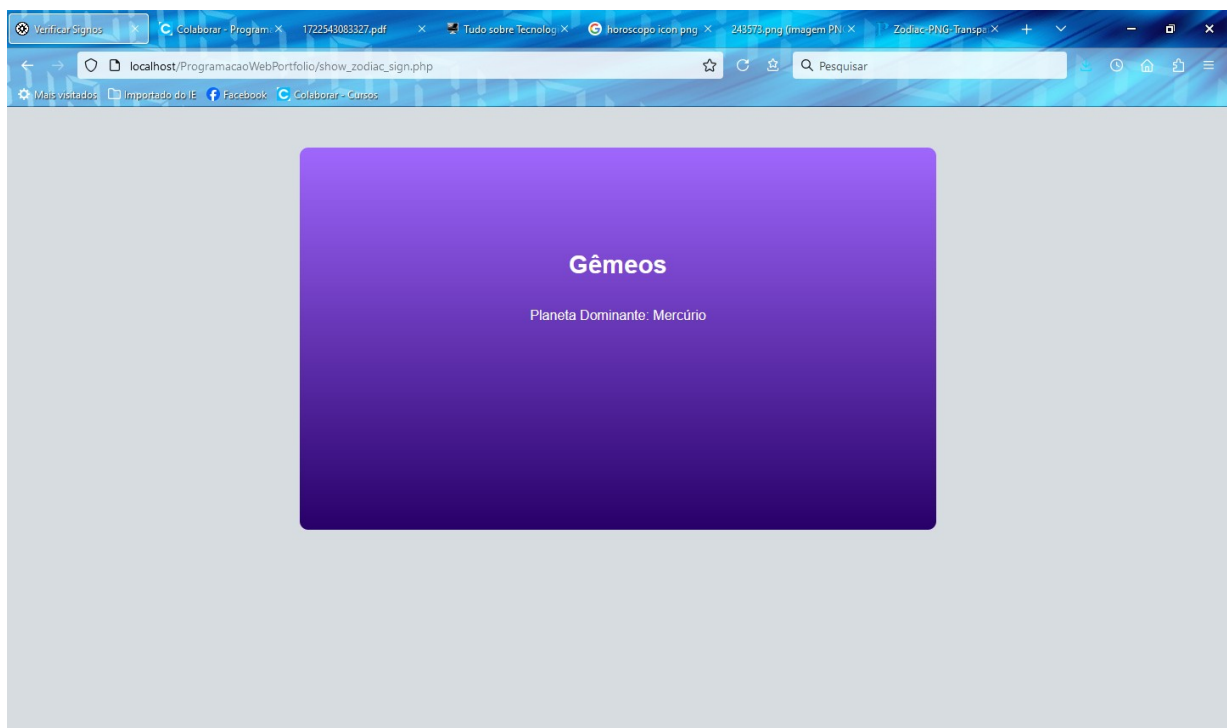 Verificar Signos
Colaborar - Program
1722543083327.pdf
Tudo sobre Tecnolog
horoscopo icon png
243573.png (imagem PN
Zodiac-PNG-Transpa
localhost/ProgramacaoWebPortfolio/show_zodiac_sign.php
Pesquisar
Mais visitados
Importado do IE
Facebook
Colaborar - Cursos
Gêmeos
Planeta Dominante: Mercúrio